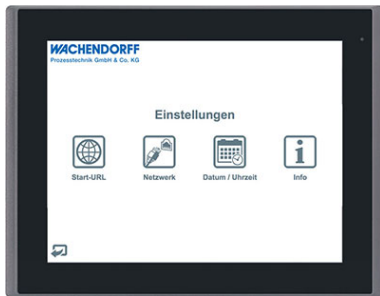 WACHENDORFF
Prozesstechnik GmbH & Co. KG
Einstellungen
Start-URL
Netzwerk
Datum / Uhrzeit
Info